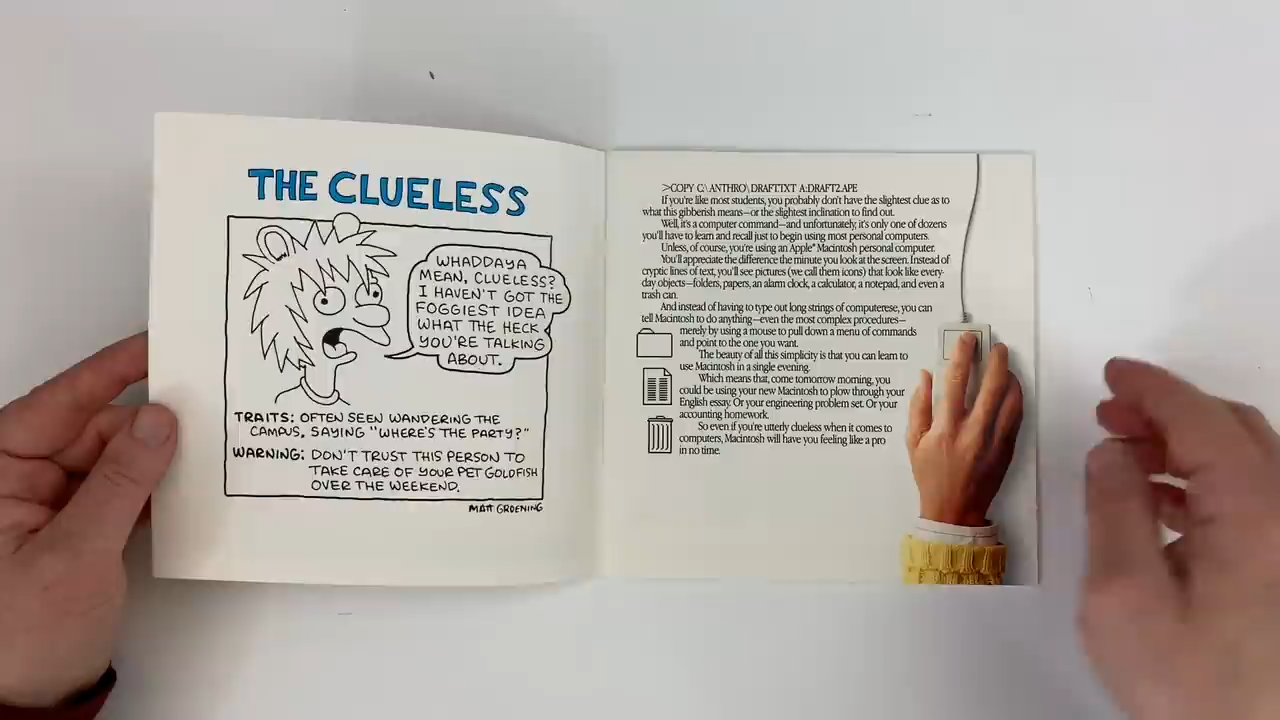 THE CLUELESS
WHADDAYA
MEAN, CLUELESS?
I HAVEN'T GOT THE
FOGGIEST IDEA
WHAT THE HECK
YOU'RE TALKING
ABOUT.
TRAITS: OFTEN SEEN WANDERING THE
CAMPUS, SAYING "WHERE'S THE PARTY?"
WARNING: DON'T TRUST THIS PERSON TO
TAKE CARE OF YOUR PET GOLDFISH
OVER THE WEEKEND.
MATT GROENING
>COPY C:\ANTHRO\DRAFT.TXT A:DRAFT2.APE
If you're like most students, you probably don't have the slightest clue as to
what this gibberish means—or the slightest inclination to find out.
Well, it's a computer command—and unfortunately, it's only one of dozens
you'll have to learn and recall just to begin using most personal computers.
Unless, of course, you're using an Apple® Macintosh personal computer.
You'll appreciate the difference the minute you look at the screen. Instead of
cryptic lines of text, you'll see pictures (we call them icons) that look like every-
day objects—folders, papers, an alarm clock, a calculator, a notepad, and even a
trash can.
And instead of having to type out long strings of computerese, you can
tell Macintosh to do anything—even the most complex procedures—
merely by using a mouse to pull down a menu of commands
and point to the one you want.
The beauty of all this simplicity is that you can learn to
use Macintosh in a single evening.
Which means that, come tomorrow morning, you
could be using your new Macintosh to plow through your
English essay. Or your engineering problem set. Or your
accounting homework.
So even if you're utterly clueless when it comes to
computers, Macintosh will have you feeling like a pro
in no time.